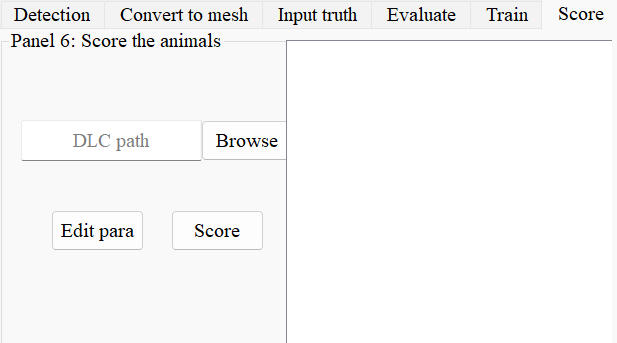 Detection Convert to mesh Input truth Evaluate Train Score
Panel 6: Score the animals
DLC path Browse
Edit para Score